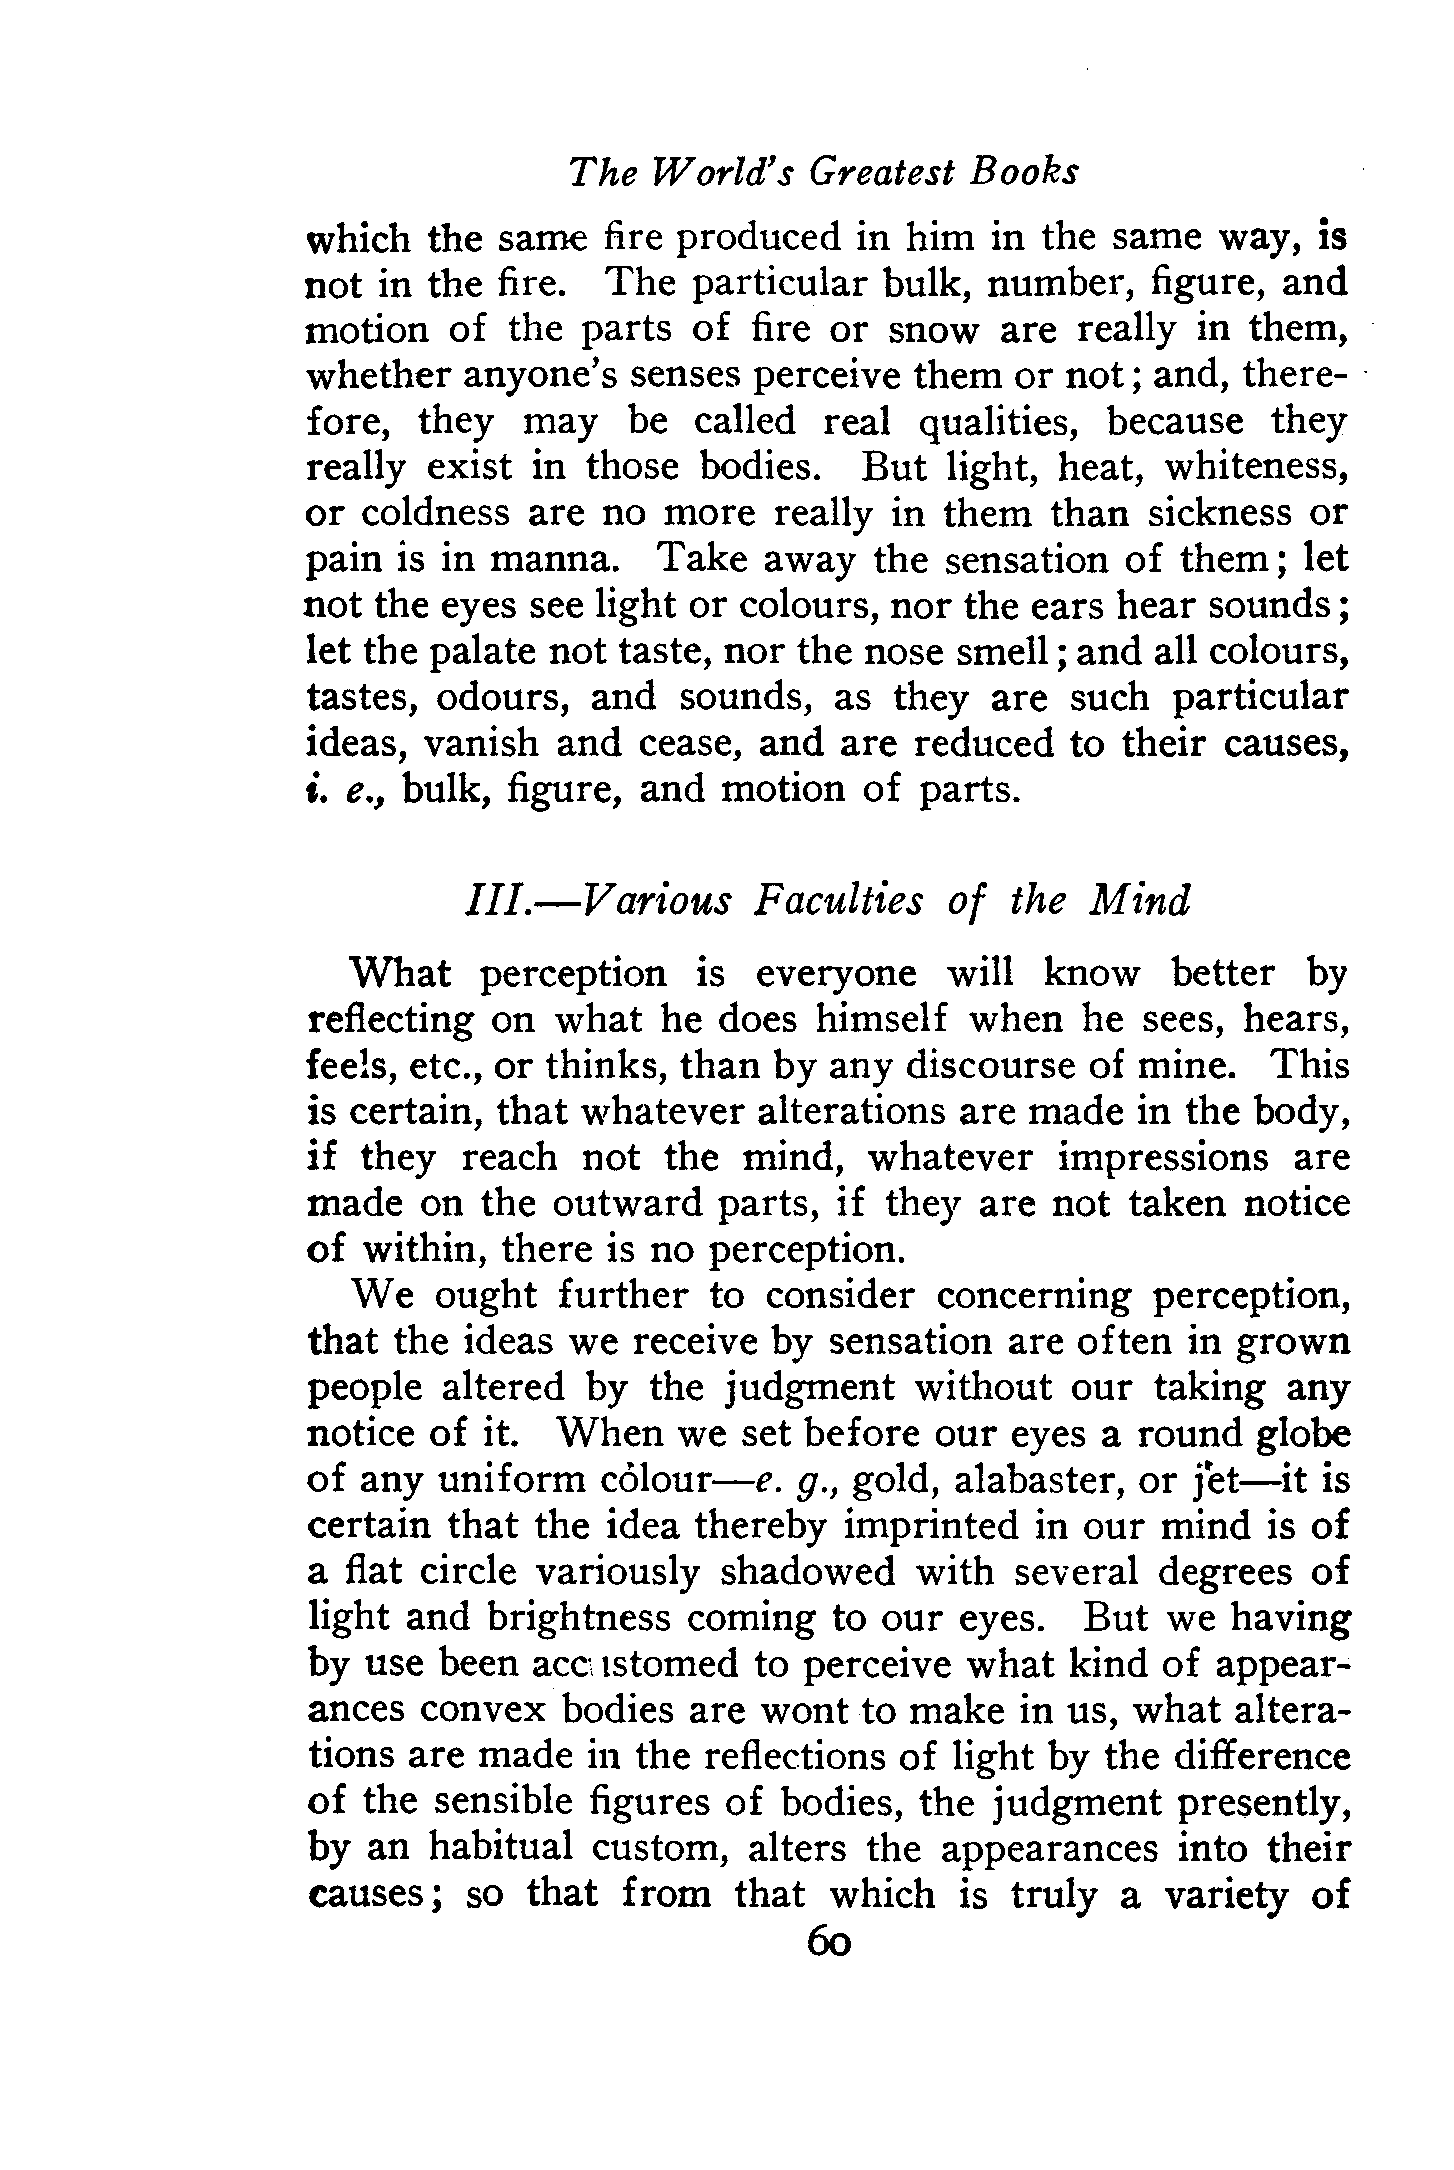 The World's Greatest Books
which the same fire produced in him in the same way, is
not in the fire. The particular bulk, number, figure, and
motion of the parts of fire or snow are really in them,
whether anyone's senses perceive them or not; and, there-
fore, they may be called real qualities, because they
really exist in those bodies. But light, heat, whiteness,
or coldness are no more really in them than sickness or
pain is in manna. Take away the sensation of them; let
not the eyes see light or colours, nor the ears hear sounds;
let the palate not taste, nor the nose smell; and all colours,
tastes, odours, and sounds, as they are such particular
ideas, vanish and cease, and are reduced to their causes,
i. e., bulk, figure, and motion of parts.
III.—Various Faculties of the Mind
What perception is everyone will know better by
reflecting on what he does himself when he sees, hears,
feels, etc., or thinks, than by any discourse of mine. This
is certain, that whatever alterations are made in the body,
if they reach not the mind, whatever impressions are
made on the outward parts, if they are not taken notice
of within, there is no perception.
We ought further to consider concerning perception,
that the ideas we receive by sensation are often in grown
people altered by the judgment without our taking any
notice of it. When we set before our eyes a round globe
of any uniform colour—e. g., gold, alabaster, or jet—it is
certain that the idea thereby imprinted in our mind is of
a flat circle variously shadowed with several degrees of
light and brightness coming to our eyes. But we having
by use been accustomed to perceive what kind of appear-
ances convex bodies are wont to make in us, what altera-
tions are made in the reflections of light by the difference
of the sensible figures of bodies, the judgment presently,
by an habitual custom, alters the appearances into their
causes; so that from that which is truly a variety of
60